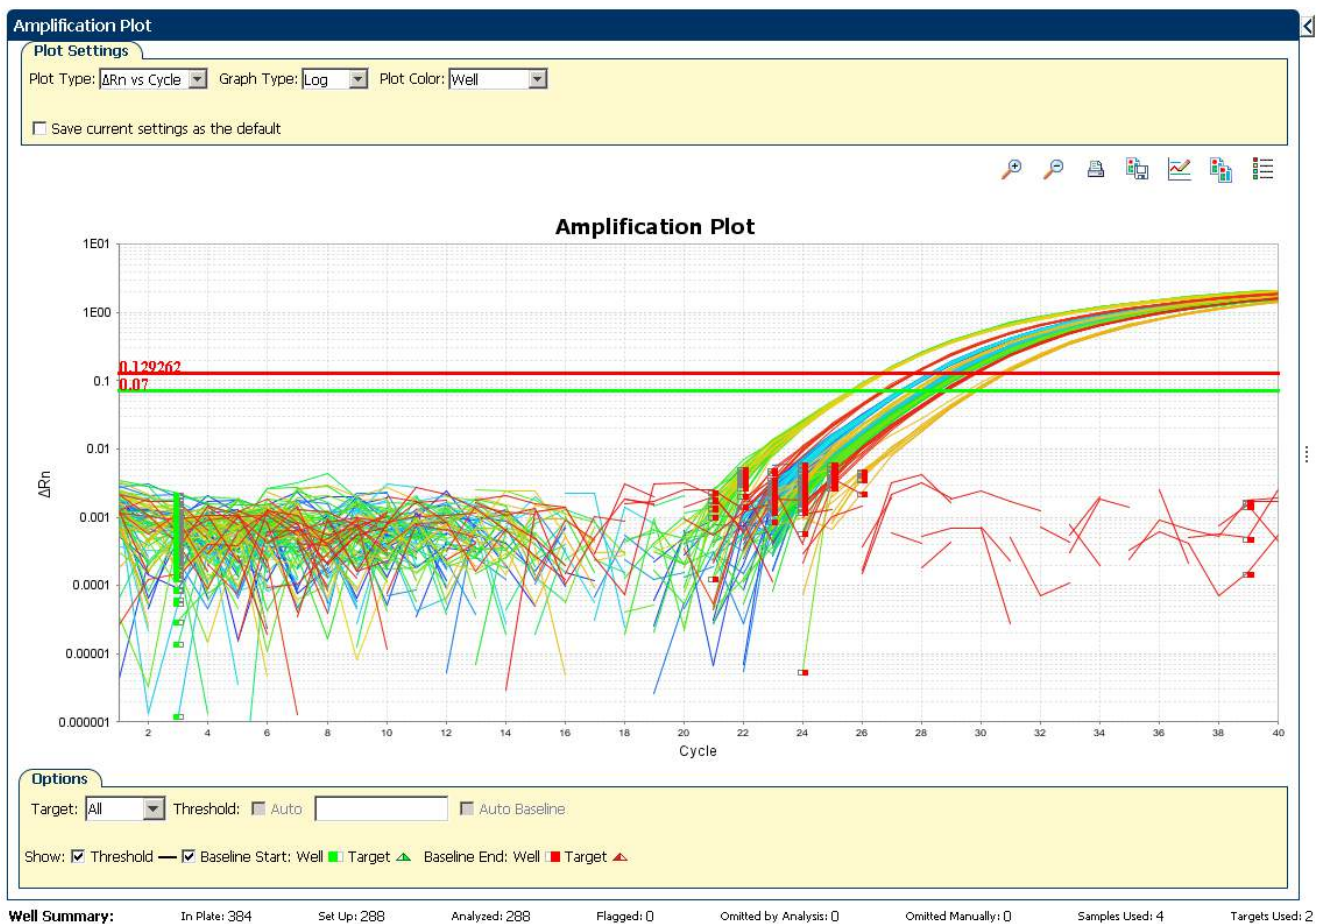 Amplification Plot
Plot Settings
Plot Type: ΔRn vs Cycle Graph Type: Log Plot Color: Well
Save current settings as the default
Amplification Plot
1E01
1E00
0.129262
0.1
0.07
0.01
ΔRn
0.001
0.0001
0.00001
0.000001
2 4 6 8 10 12 14 16 18 20 22 24 26 28 30 32 34 36 38 40
Cycle
Options
Target: All Threshold: Auto Auto Baseline
Show: Threshold Baseline Start: Well Target Baseline End: Well Target
Well Summary: In Plate: 384 Set Up: 288 Analyzed: 288 Flagged: 0 Omitted by Analysis: 0 Omitted Manually: 0 Samples Used: 4 Targets Used: 2